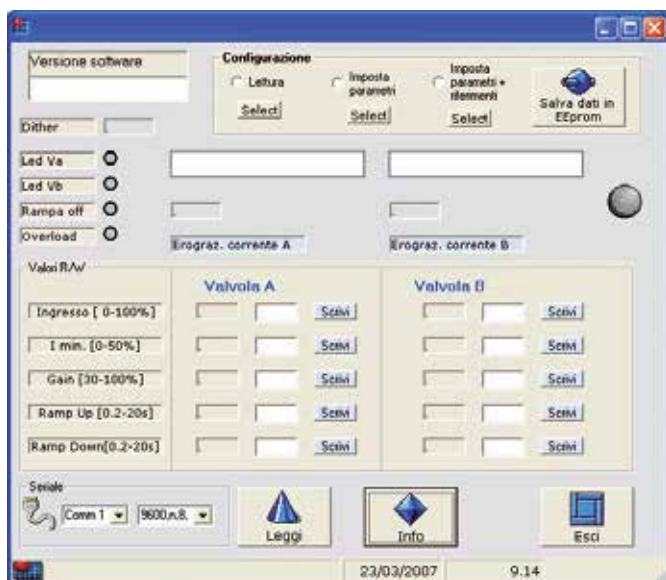 Versione software
Configurazione
Lettura
Imposta
parametri
Imposta
parametri +
riferimenti
Select
Select
Select
Salva dati in
EEprom
Dither
Led Va
Led Vb
Rampa off
Overload
Erograz. corrente A
Erograz. corrente B
Valori R/W
Valvola A
Valvola B
Ingresso [ 0-100%]
Scrivi
Scrivi
I min. [0-50%]
Scrivi
Scrivi
Gain [30-100%]
Scrivi
Scrivi
Ramp Up [0.2-20s]
Scrivi
Scrivi
Ramp Down[0.2-20s]
Scrivi
Scrivi
Seriale
Comm 1
9600,n,8,
Leggi
Info
Esci
23/03/2007
9.14